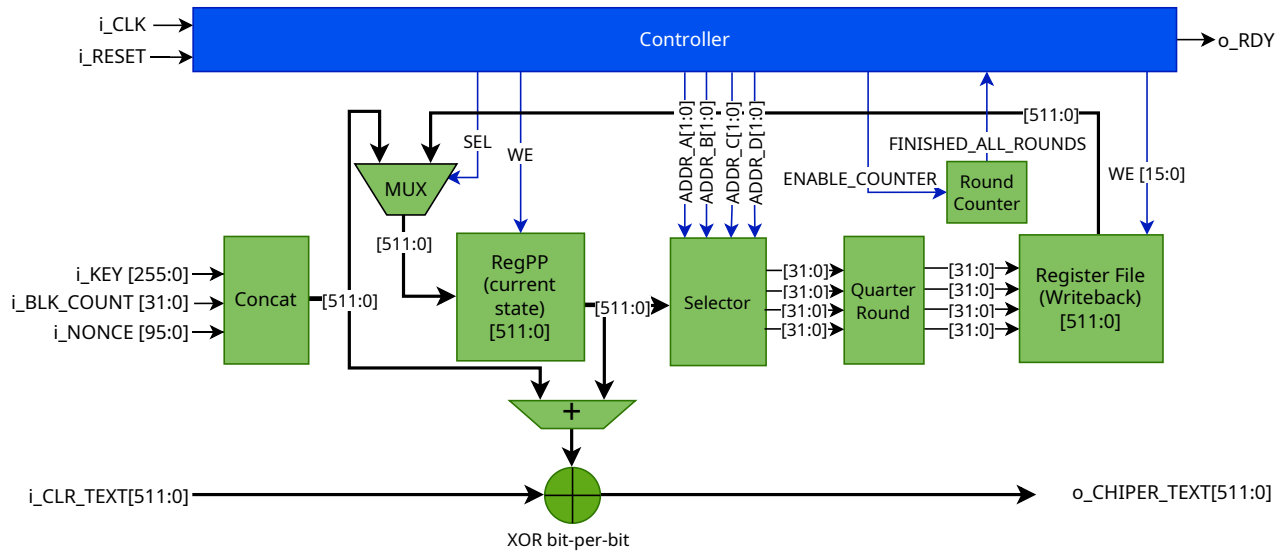 i_CLK
i_RESET
Controller
o_RDY
[511:0]
SEL
WE
ADDR_A[1:0]
ADDR_B[1:0]
ADDR_C[1:0]
ADDR_D[1:0]
FINISHED_ALL_ROUNDS
ENABLE_COUNTER
Round
Counter
WE [15:0]
MUX
[511:0]
i_KEY [255:0]
i_BLK_COUNT [31:0]
i_NONCE [95:0]
Concat
[511:0]
RegPP
(current
state)
[511:0]
[511:0]
Selector
[31:0]
[31:0]
[31:0]
[31:0]
Quarter
Round
[31:0]
[31:0]
[31:0]
[31:0]
Register File
(Writeback)
[511:0]
+
i_CLR_TEXT[511:0]
o_CHIPER_TEXT[511:0]
XOR bit-per-bit